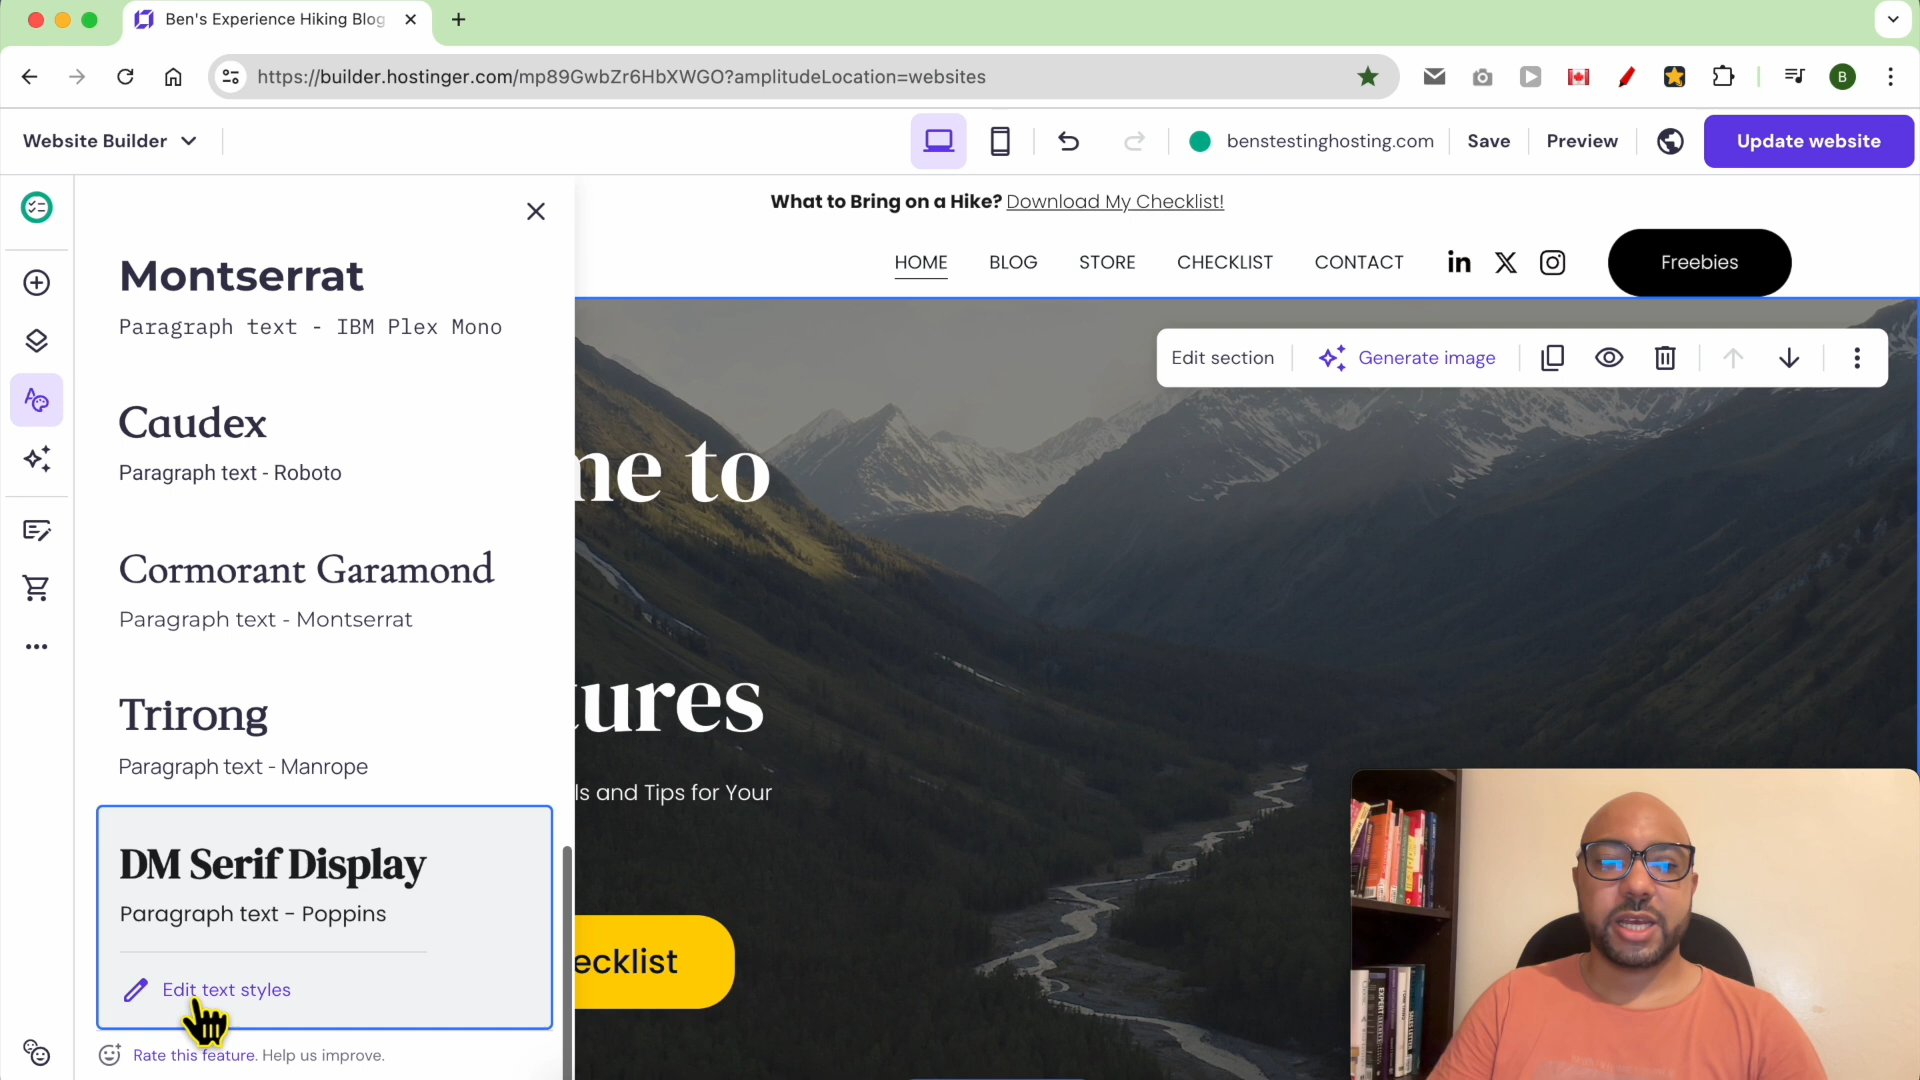 Ben's Experience Hiking Blog
https://builder.hostinger.com/mp89GwbZr6HbXWGO?amplitudeLocation=websites
B
Website Builder
benstestinghosting.com
Save
Preview
Update website
What to Bring on a Hike? Download My Checklist!
HOME
BLOG
STORE
CHECKLIST
CONTACT
in
X
Freebies
Edit section
Generate image
Montserrat
Paragraph text - IBM Plex Mono
Caudex
Paragraph text - Roboto
Cormorant Garamond
Paragraph text - Montserrat
Trirong
Paragraph text - Manrope
DM Serif Display
Paragraph text - Poppins
Edit text styles
Rate this feature. Help us improve.
me to
tures
ls and Tips for Your
ecklist